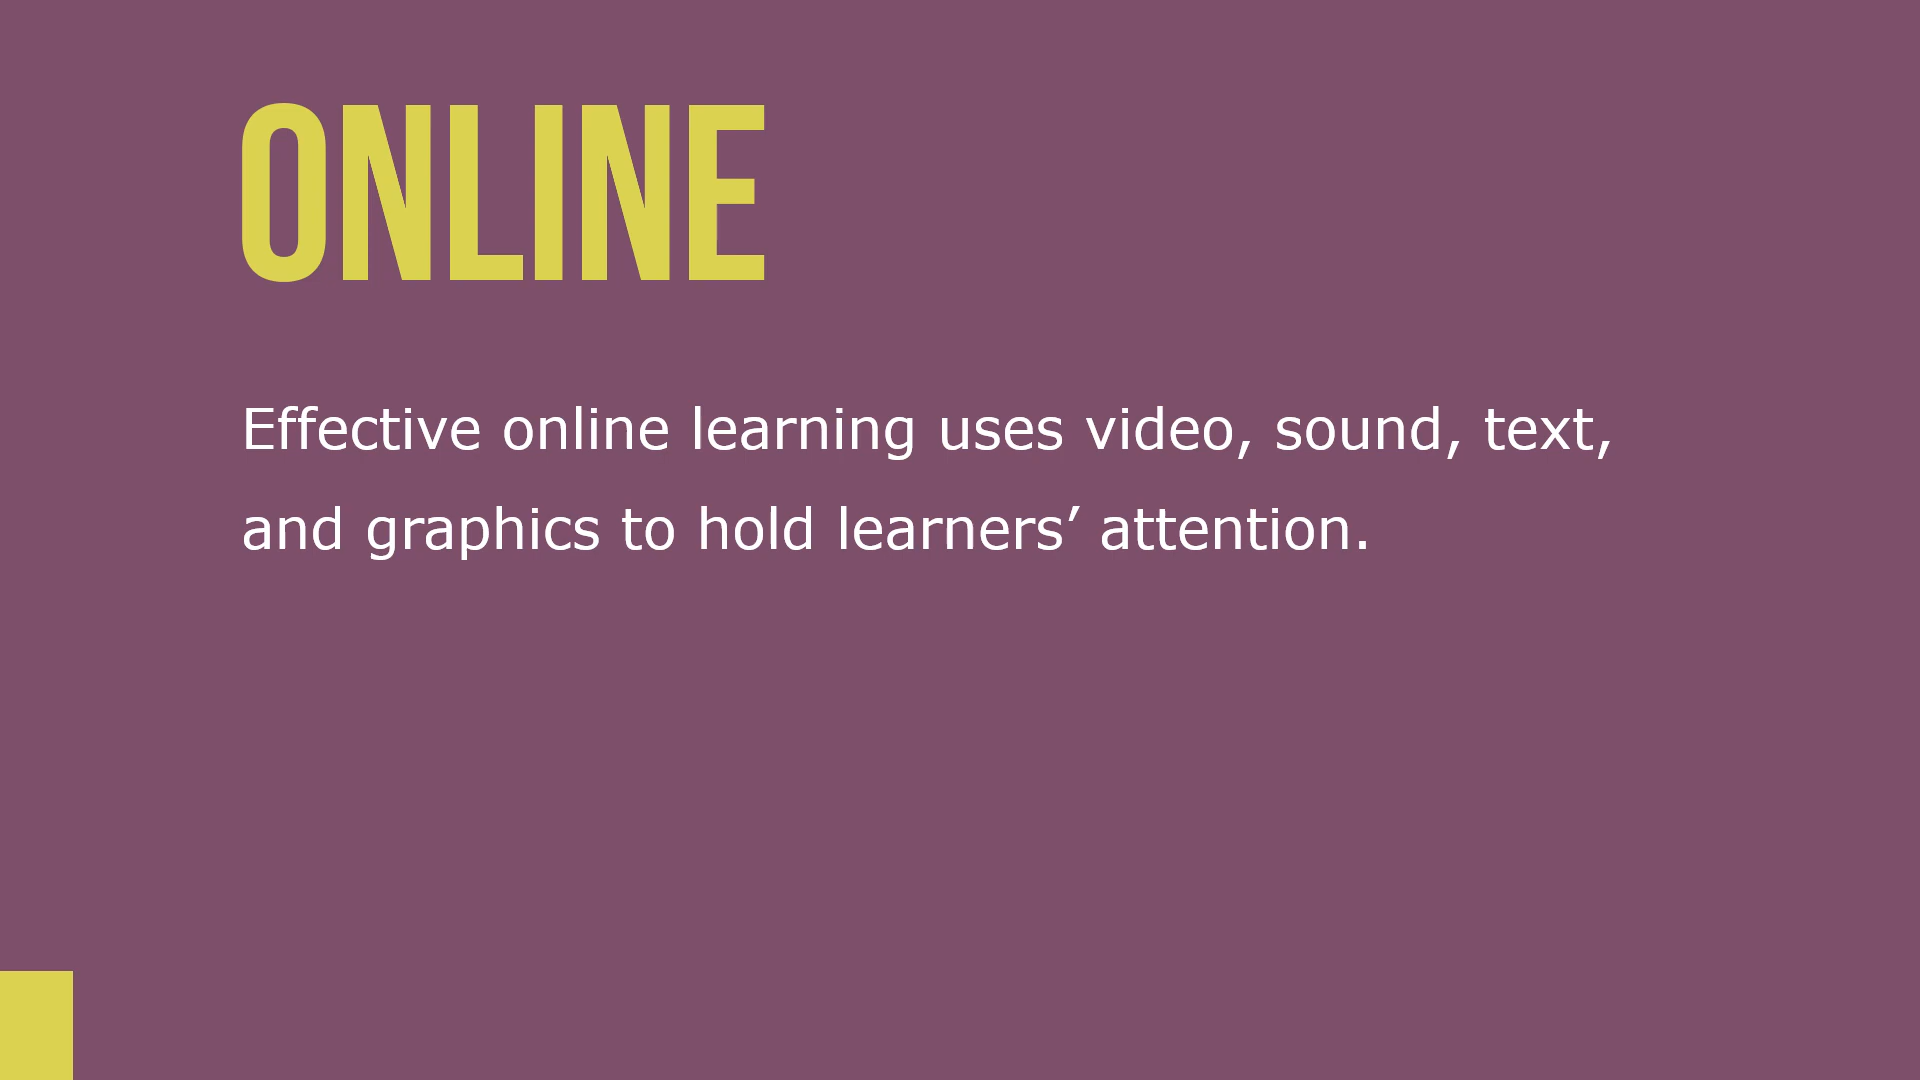 ONLINE
Effective online learning uses video, sound, text,
and graphics to hold learners’ attention.